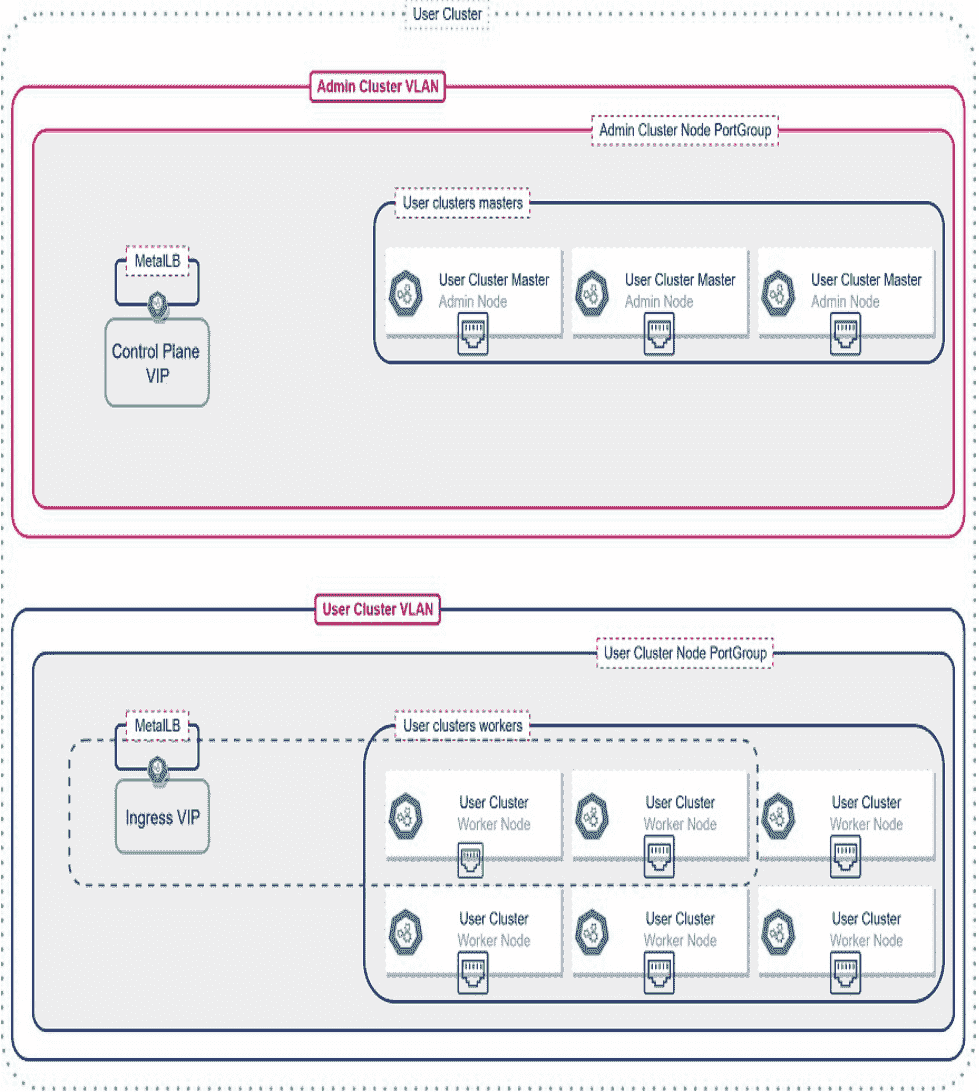 User Cluster
Admin Cluster VLAN
Admin Cluster Node PortGroup
User clusters masters
MetalLB
Control Plane
VIP
User Cluster Master
Admin Node
User Cluster Master
Admin Node
User Cluster Master
Admin Node
User Cluster VLAN
User Cluster Node PortGroup
MetalLB
Ingress VIP
User clusters workers
User Cluster
Worker Node
User Cluster
Worker Node
User Cluster
Worker Node
User Cluster
Worker Node
User Cluster
Worker Node
User Cluster
Worker Node